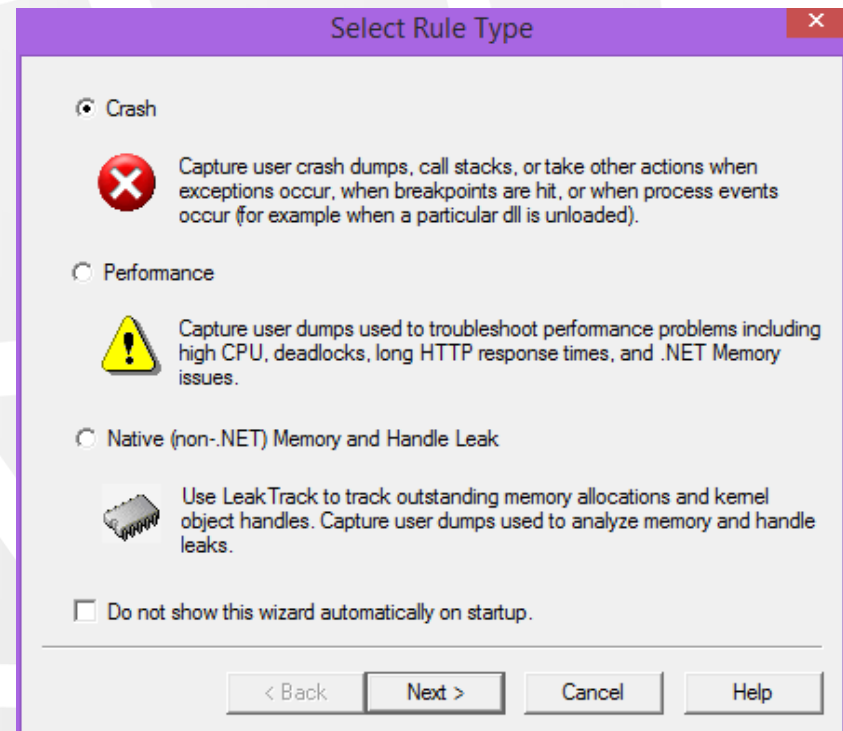 Select Rule Type
Crash
Capture user crash dumps, call stacks, or take other actions when
exceptions occur, when breakpoints are hit, or when process events
occur (for example when a particular dll is unloaded).
Performance
Capture user dumps used to troubleshoot performance problems including
high CPU, deadlocks, long HTTP response times, and .NET Memory
issues.
Native (non-.NET) Memory and Handle Leak
Use LeakTrack to track outstanding memory allocations and kernel
object handles. Capture user dumps used to analyze memory and handle
leaks.
Do not show this wizard automatically on startup.
< Back Next > Cancel Help